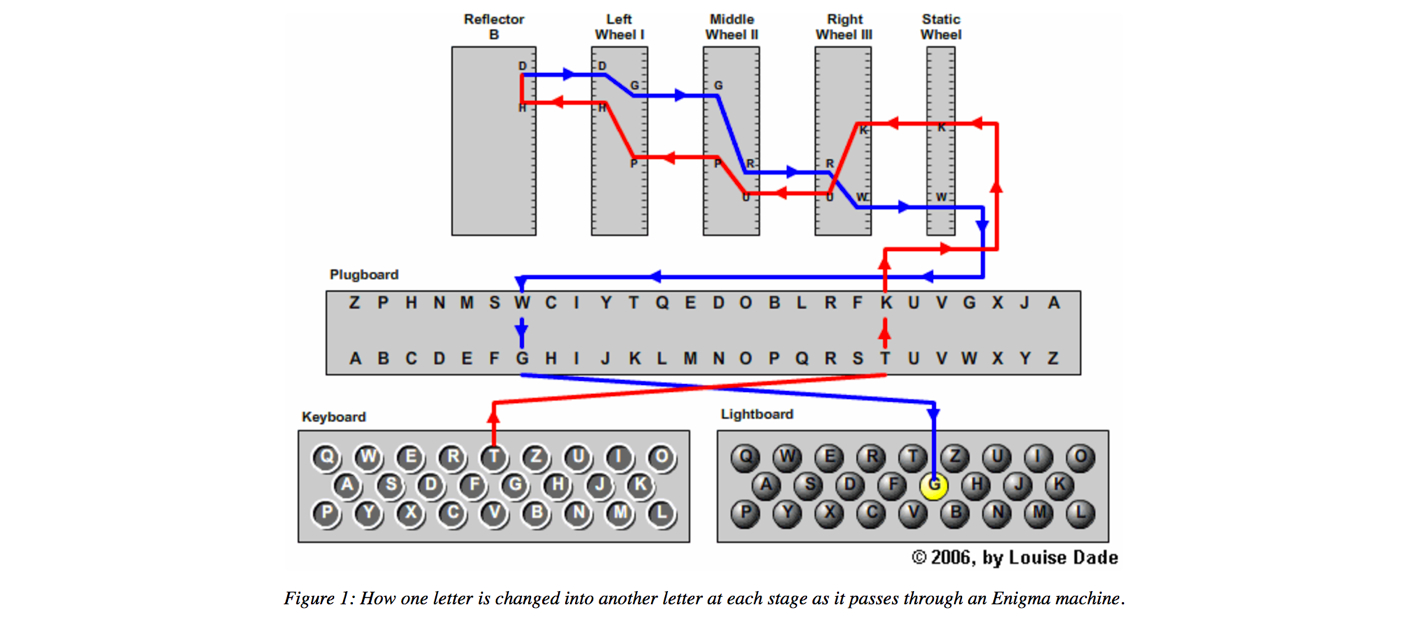 Reflector B
Left Wheel I
Middle Wheel II
Right Wheel III
Static Wheel
D D
G G
H H
K K
P P
R R
U U
W W
Plugboard
Z P H N M S W C I Y T Q E D O B L R F K U V G X J A
A B C D E F G H I J K L M N O P Q R S T U V W X Y Z
Keyboard
Q W E R T Z U I O
A S D F G H J K
P Y X C V B N M L
Lightboard
Q W E R T Z U I O
A S D F G H J K
P Y X C V B N M L
© 2006, by Louise Dade
Figure 1: How one letter is changed into another letter at each stage as it passes through an Enigma machine.